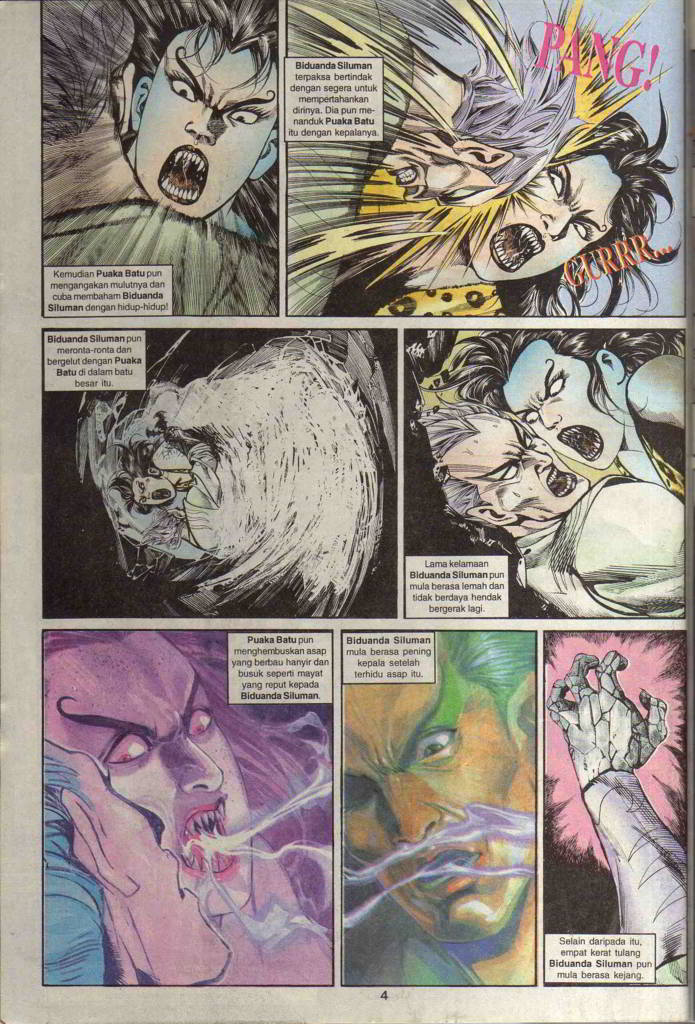 Kemudian Puaka Batu pun
mengangakan mulutnya dan
cuba membaham Biduanda
Siluman dengan hidup-hidup!
Biduanda Siluman
terpaksa bertindak
dengan segera untuk
mempertahankan
dirinya. Dia pun me-
nanduk Puaka Batu
itu dengan kepalanya.
PANG!
GURRR...
Biduanda Siluman pun
meronta-ronta dan
bergelut dengan Puaka
Batu di dalam batu
besar itu.
Lama kelamaan
Biduanda Siluman pun
mula berasa lemah dan
tidak berdaya hendak
bergerak lagi.
Puaka Batu pun
menghembuskan asap
yang berbau hanyir dan
busuk seperti mayat
yang reput kepada
Biduanda Siluman.
Biduanda Siluman
mula berasa pening
kepala setelah
terhidu asap itu.
Selain daripada itu,
empat kerat tulang
Biduanda Siluman pun
mula berasa kejang.
4